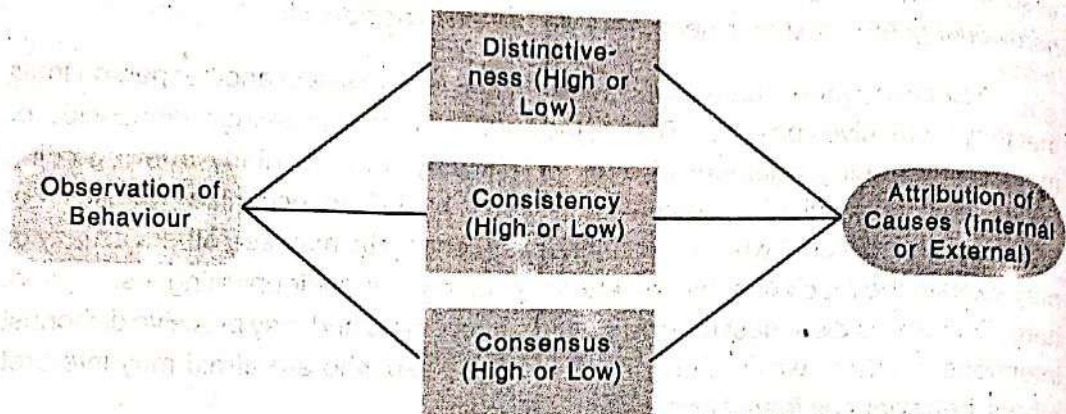 Distinctive-
ness (High or
Low)
Observation of
Behaviour
Consistency
(High or Low)
Attribution of
Causes (Internal
or External)
Consensus
(High or Low)